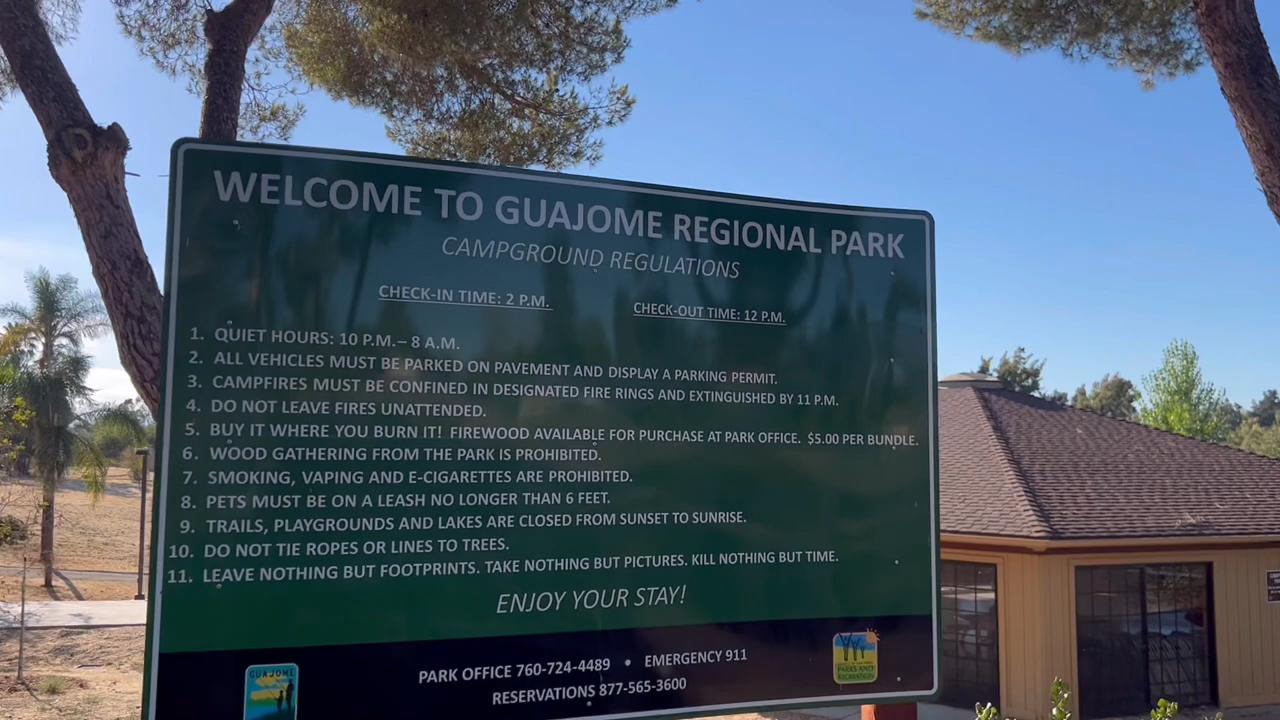 WELCOME TO GUAJOME REGIONAL PARK
CAMPGROUND REGULATIONS
CHECK-IN TIME: 2 P.M. CHECK-OUT TIME: 12 P.M.
1. QUIET HOURS: 10 P.M. – 8 A.M.
2. ALL VEHICLES MUST BE PARKED ON PAVEMENT AND DISPLAY A PARKING PERMIT.
3. CAMPFIRES MUST BE CONFINED IN DESIGNATED FIRE RINGS AND EXTINGUISHED BY 11 P.M.
4. DO NOT LEAVE FIRES UNATTENDED.
5. BUY IT WHERE YOU BURN IT! FIREWOOD AVAILABLE FOR PURCHASE AT PARK OFFICE. $5.00 PER BUNDLE.
6. WOOD GATHERING FROM THE PARK IS PROHIBITED.
7. SMOKING, VAPING AND E-CIGARETTES ARE PROHIBITED.
8. PETS MUST BE ON A LEASH NO LONGER THAN 6 FEET.
9. TRAILS, PLAYGROUNDS AND LAKES ARE CLOSED FROM SUNSET TO SUNRISE.
10. DO NOT TIE ROPES OR LINES TO TREES.
11. LEAVE NOTHING BUT FOOTPRINTS. TAKE NOTHING BUT PICTURES. KILL NOTHING BUT TIME.
ENJOY YOUR STAY!
PARK OFFICE 760-724-4489 • EMERGENCY 911
RESERVATIONS 877-565-3600
GUAJOME
PARKS AND
RECREATION